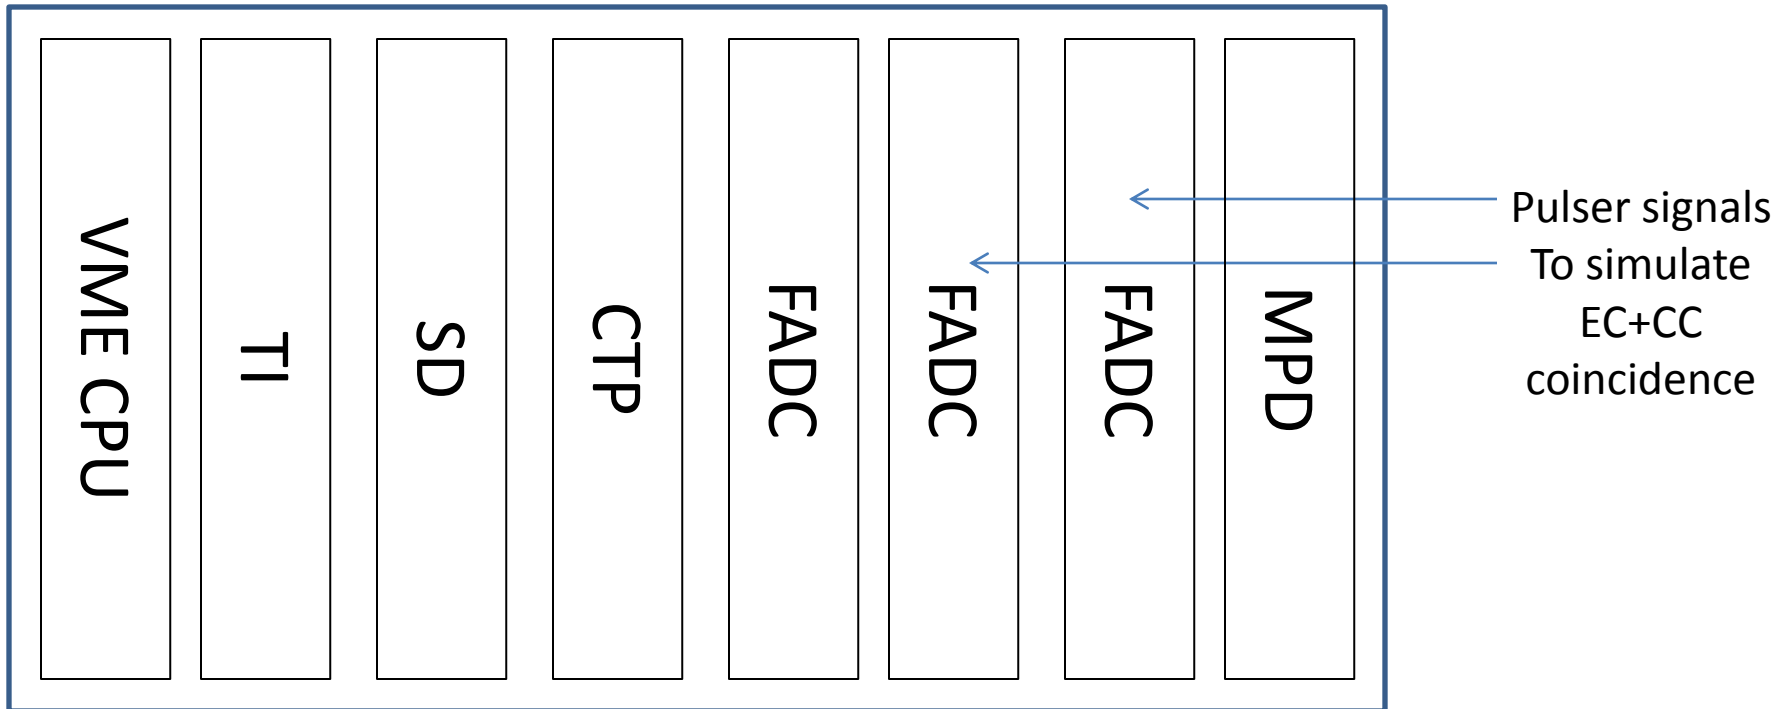 VME CPU
TI
SD
CTP
FADC
FADC
FADC
MPD
Pulser signals
To simulate
EC+CC
coincidence